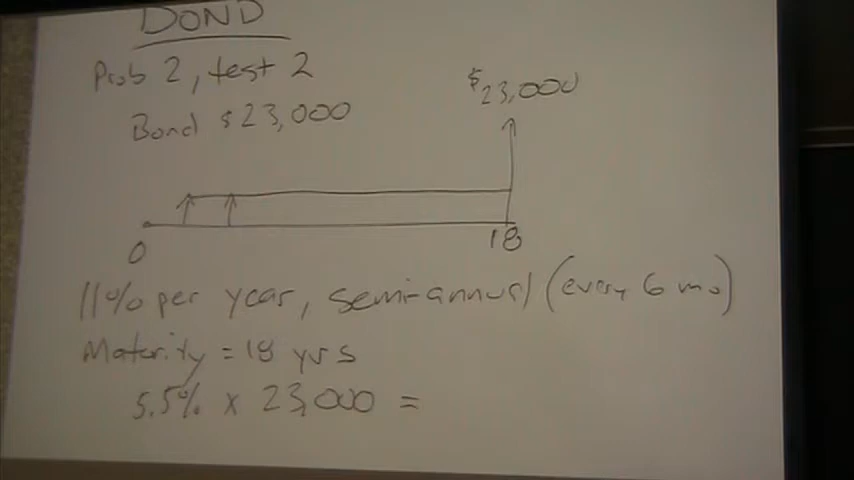 BOND
Prob 2, test 2
$23,000
Bond $23,000
0
18
11% per year, semi-annual (every 6 mo)
Maturity = 18 yrs
5.5% x 23,000 =